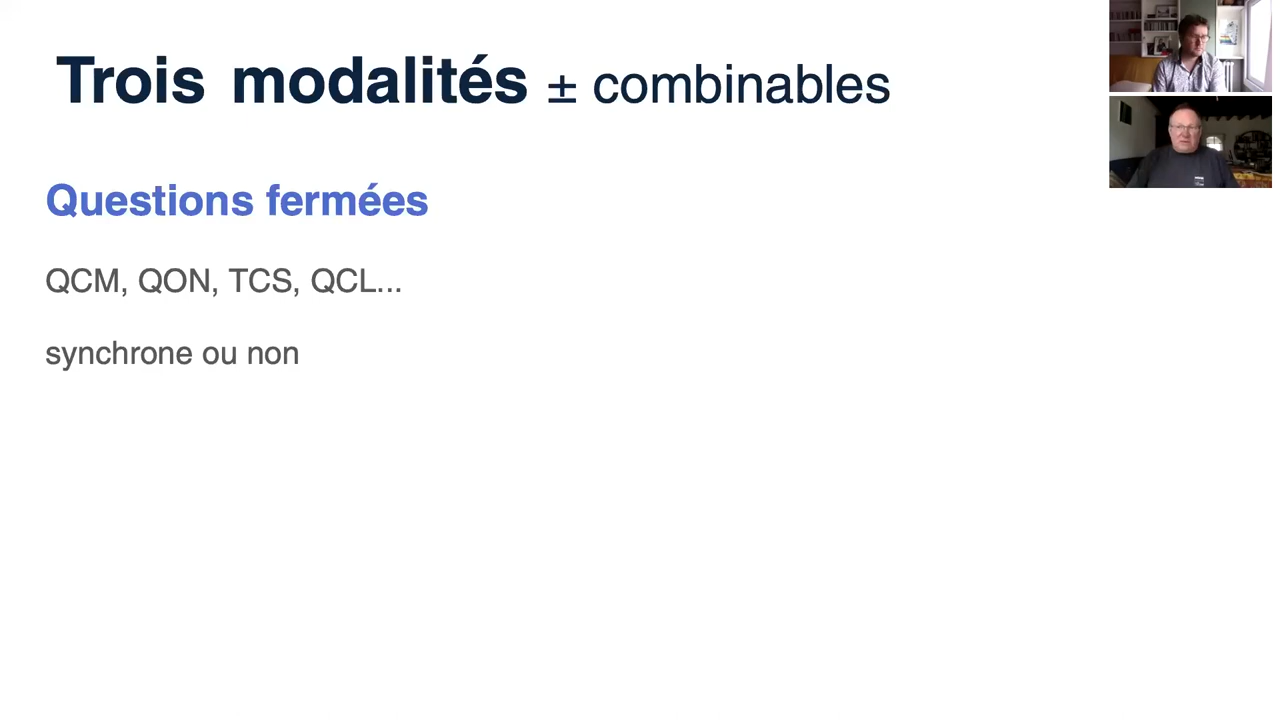 Trois modalités ± combinables
Questions fermées
QCM, QON, TCS, QCL...
synchrone ou non